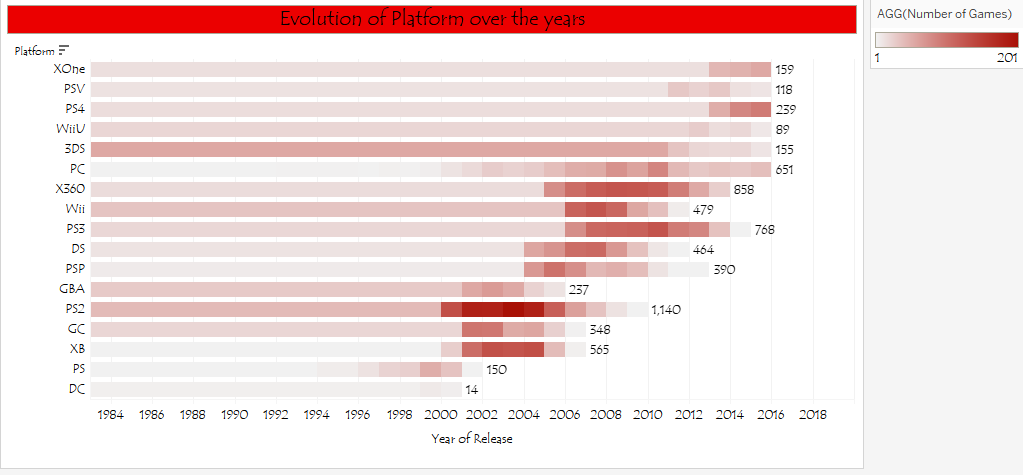 Evolution of Platform over the years
AGG(Number of Games)
1 201
Platform
XOne 159
PSV 118
PS4 239
WiiU 89
3DS 155
PC 651
X360 858
Wii 479
PS3 768
DS 464
PSP 390
GBA 237
PS2 1,140
GC 348
XB 565
PS 150
DC 14
1984 1986 1988 1990 1992 1994 1996 1998 2000 2002 2004 2006 2008 2010 2012 2014 2016 2018
Year of Release